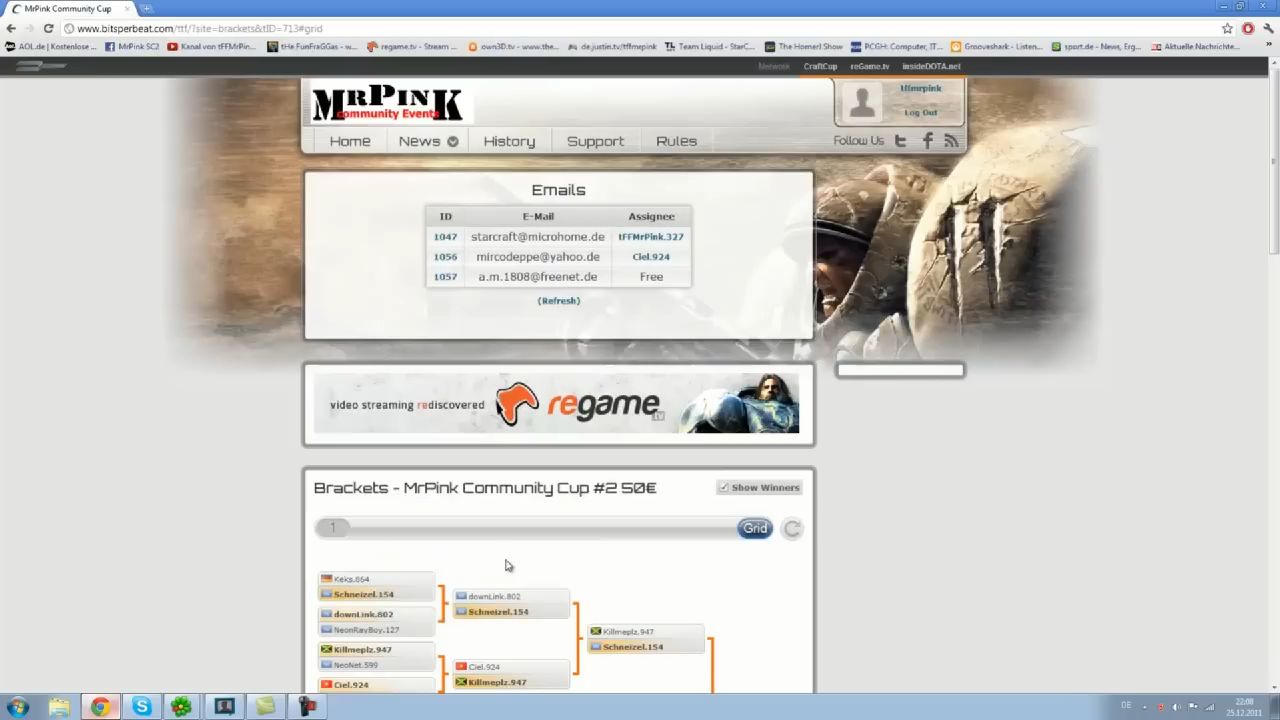 MrPink Community Cup
www.bitsperbeat.com/ttf/?site=brackets&tID=713#grid
AOL.de | Kostenlose ... MrPink SC2 Kanal von tFFMrPin... tHe FunFraGGas - w... regame.tv - Stream ... own3D.tv - www.the... de.justin.tv/tffmrpink Team Liquid - StarC... The HomerJ Show PCGH: Computer, IT... Grooveshark - Listen... sport.de - News, Erg... Aktuelle Nachrichte...
Network CraftCup reGame.tv insideDOTA.net
MRPINK
community Events
tffmrpink
Log Out
Home News History Support Rules
Follow Us
Emails
ID E-Mail Assignee
1047 starcraft@microhome.de tFFMrPink.327
1056 mircodeppe@yahoo.de Ciel.924
1057 a.m.1808@freenet.de Free
(Refresh)
video streaming rediscovered regame tv
Brackets - MrPink Community Cup #2 50€ Show Winners
1 Grid
Keks.864
Schneizel.154
downLink.802
NeonRayBoy.127
Killmeplz.947
NeoNet.599
Ciel.924
downLink.802
Schneizel.154
Ciel.924
Killmeplz.947
Killmeplz.947
Schneizel.154
DE 22:08
25.12.2011